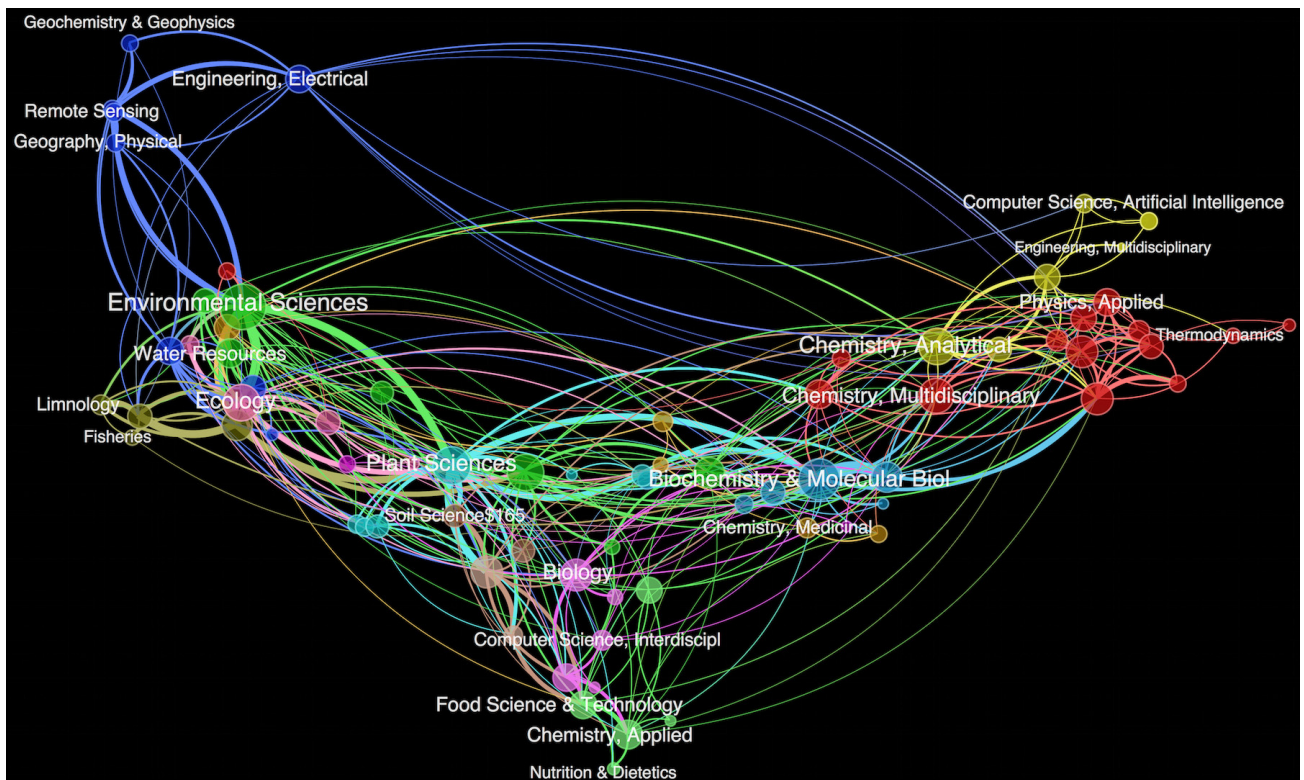 Geochemistry & Geophysics
Engineering, Electrical
Remote Sensing
Geography, Physical
Computer Science, Artificial Intelligence
Engineering, Multidisciplinary
Environmental Sciences
Physics, Applied
Thermodynamics
Water Resources
Chemistry, Analytical
Limnology
Ecology
Chemistry, Multidisciplinary
Fisheries
Plant Sciences
Biochemistry & Molecular Biol
Soil Science$165
Chemistry, Medicinal
Biology
Computer Science, Interdiscipl
Food Science & Technology
Chemistry, Applied
Nutrition & Dietetics